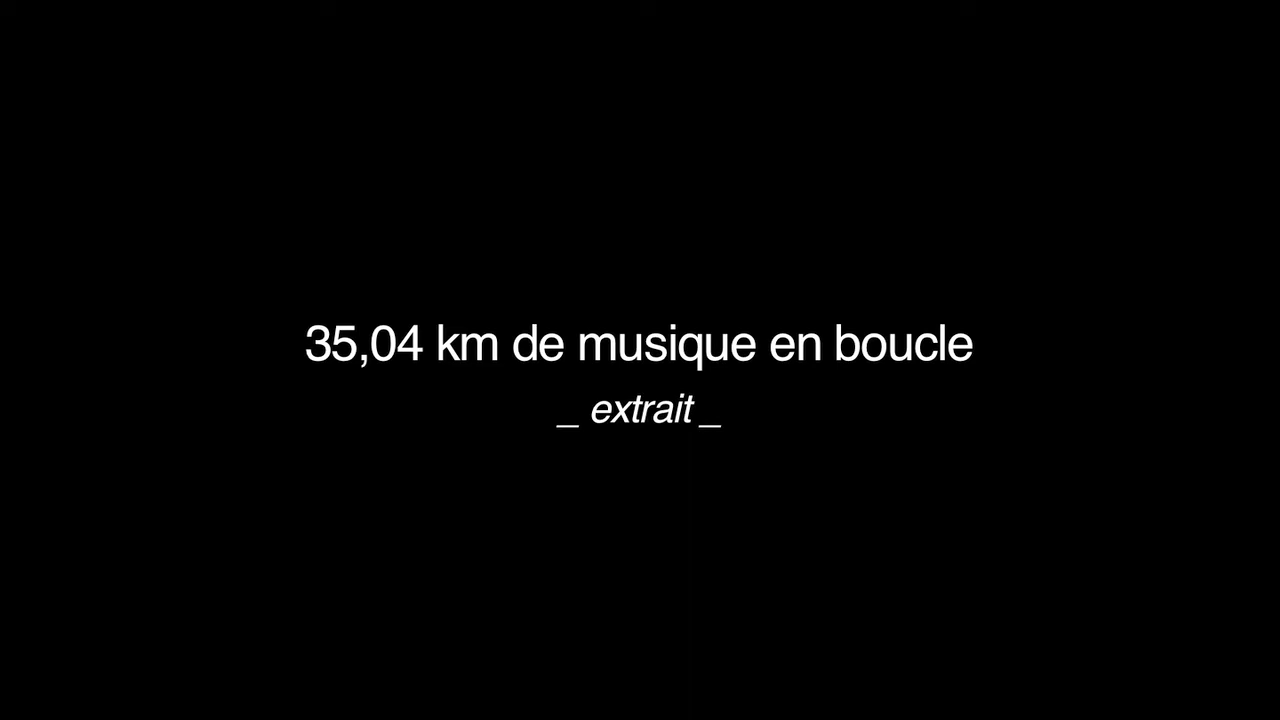 35,04 km de musique en boucle
_ extrait _